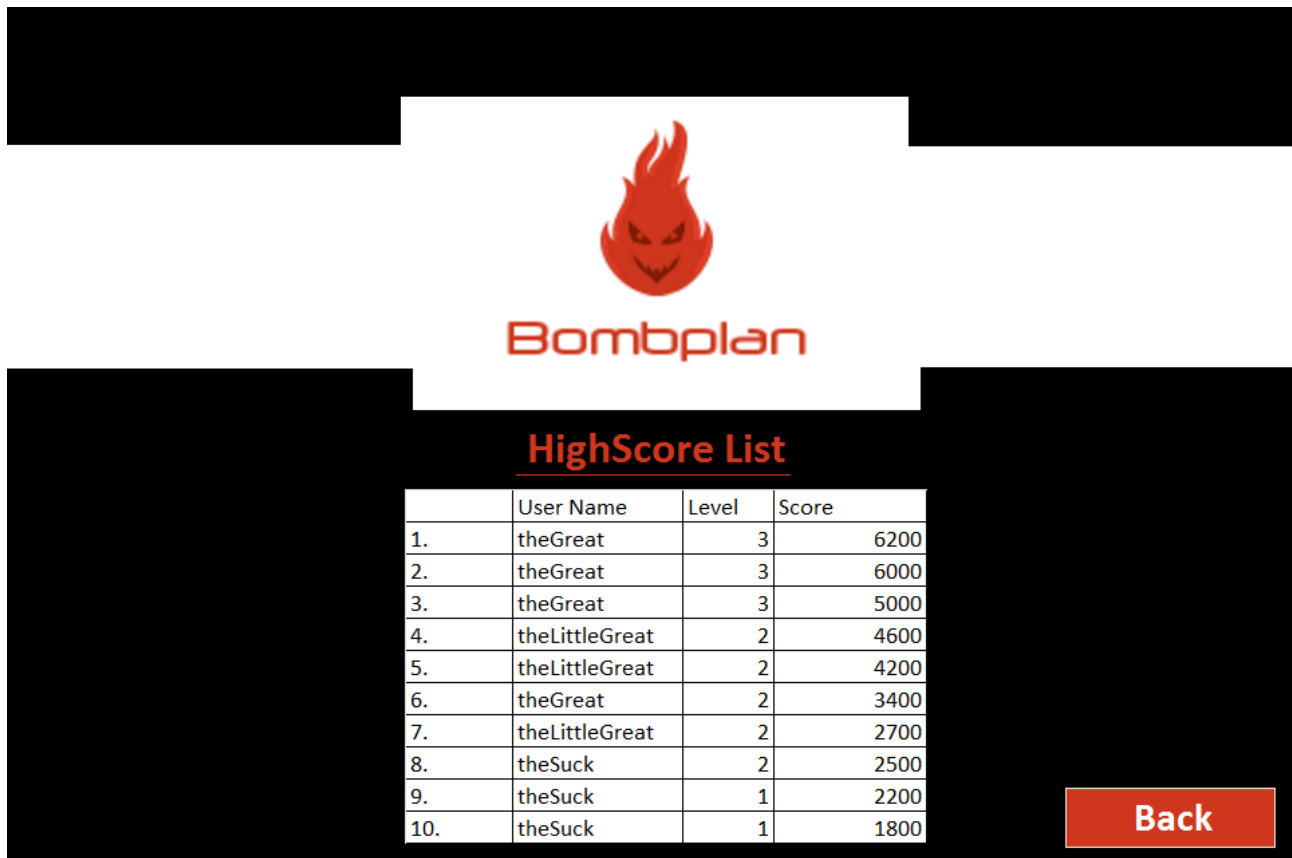 Bombplan
HighScore List
User Name Level Score
1. theGreat 3 6200
2. theGreat 3 6000
3. theGreat 3 5000
4. theLittleGreat 2 4600
5. theLittleGreat 2 4200
6. theGreat 2 3400
7. theLittleGreat 2 2700
8. theSuck 2 2500
9. theSuck 1 2200
10. theSuck 1 1800
Back